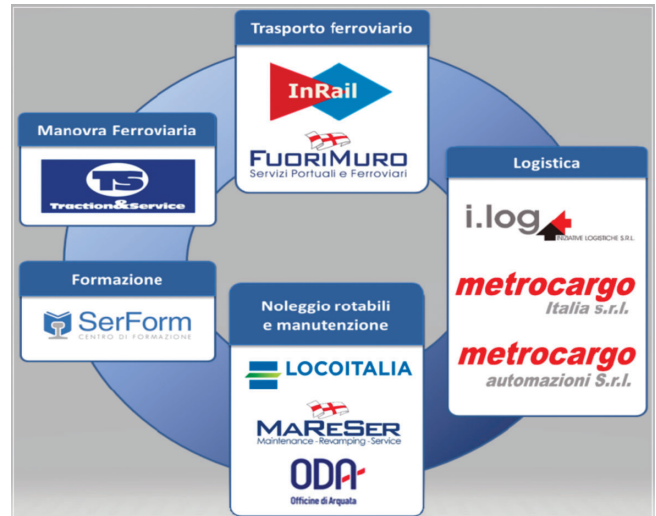 Trasporto ferroviario
InRail
FUORIMURO
Servizi Portuali e Ferroviari
Manovra Ferroviaria
TS
Traction&Service
Logistica
i.log
INIZIATIVE LOGISTICHE S.R.L.
metrocargo
Italia s.r.l.
metrocargo
automazioni S.r.l.
Formazione
SerForm
CENTRO DI FORMAZIONE
Noleggio rotabili
e manutenzione
LOCOITALIA
MARESER
Maintenance - Revamping - Service
ODA
Officine di Arquata